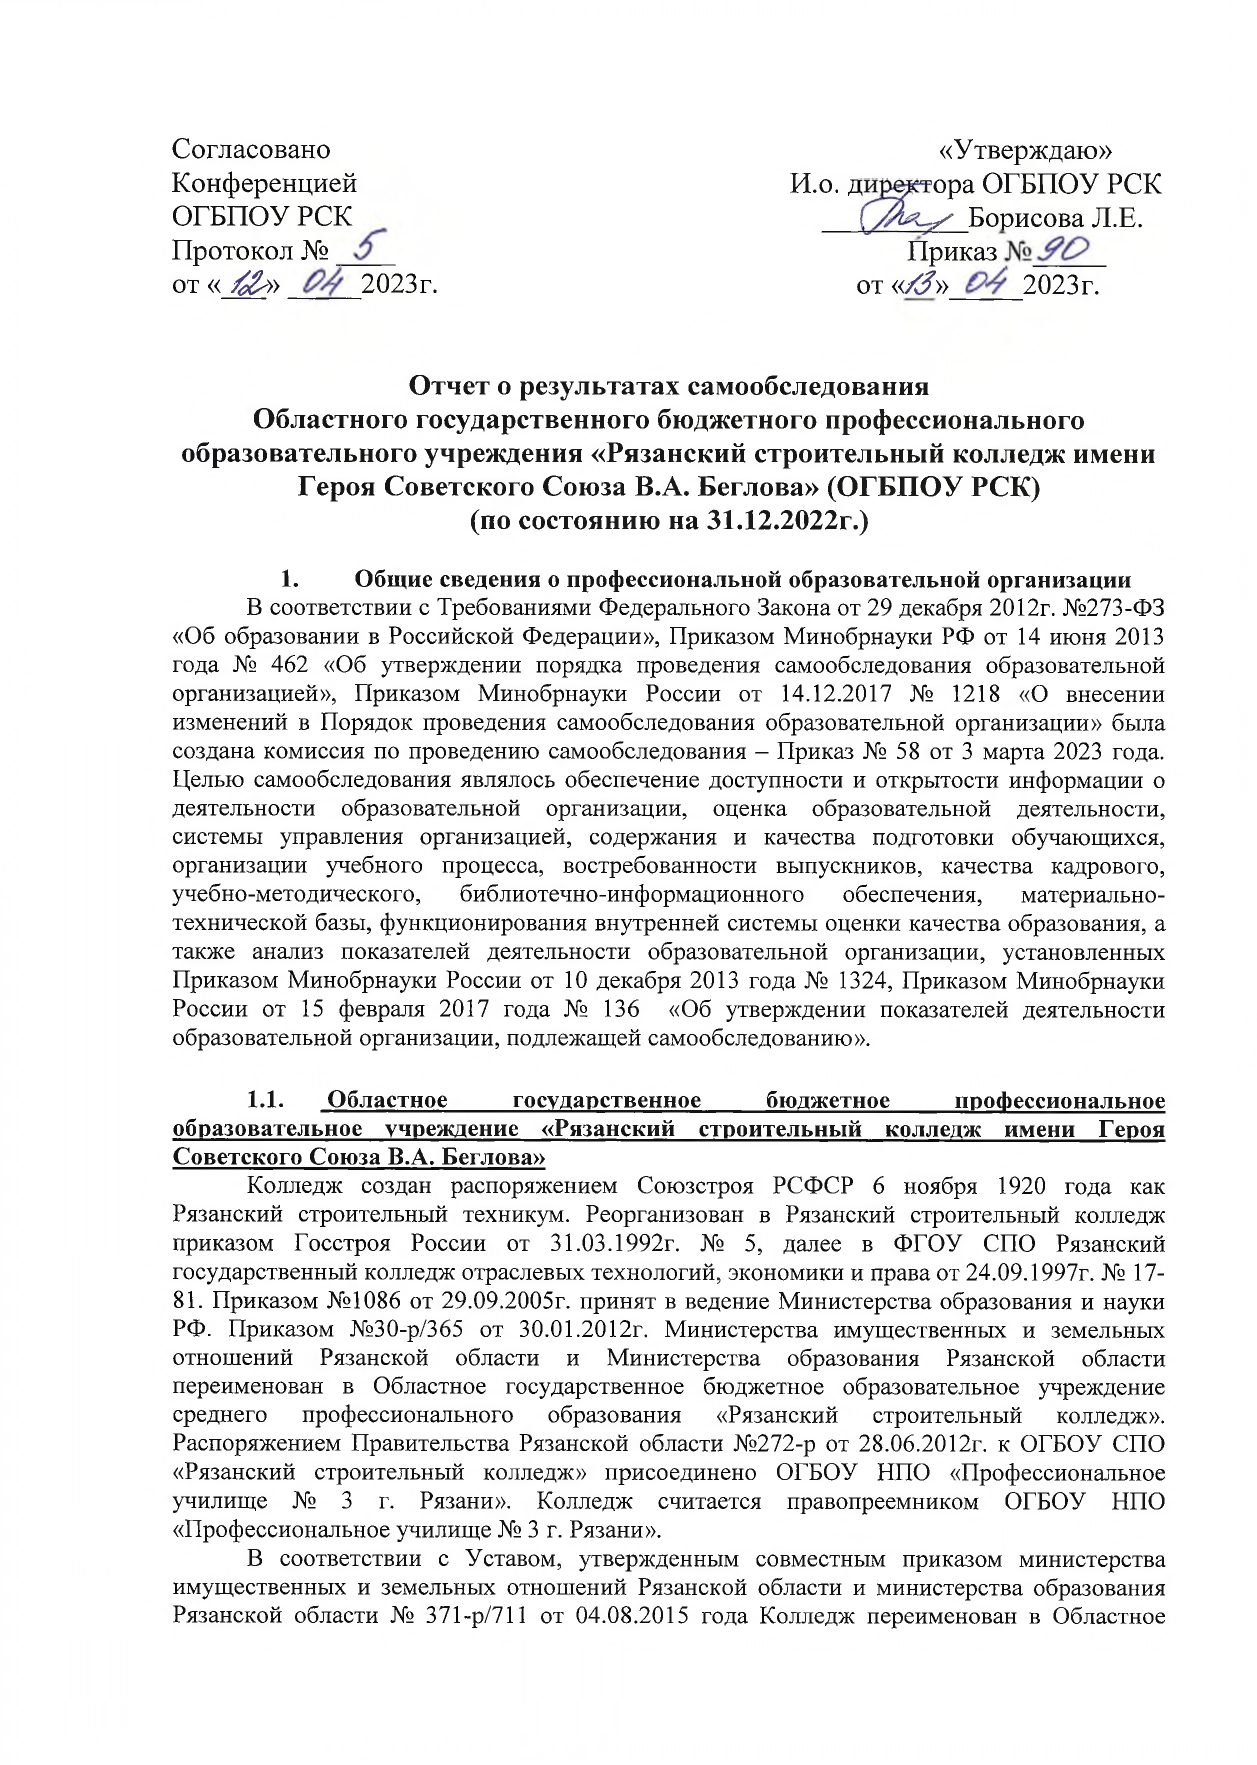 Согласовано
«Утверждаю»
Конференцией
И.о. директора ОГБПОУ РСК
ОГБПОУ РСК
__________Борисова Л.Е.
Протокол № 5
Приказ № 90
от «12» 04 2023г.
от «13» 04 2023г.
Отчет о результатах самообследования
Областного государственного бюджетного профессионального
образовательного учреждения «Рязанский строительный колледж имени
Героя Советского Союза В.А. Беглова» (ОГБПОУ РСК)
(по состоянию на 31.12.2022г.)
1. Общие сведения о профессиональной образовательной организации
В соответствии с Требованиями Федерального Закона от 29 декабря 2012г. №273-ФЗ
«Об образовании в Российской Федерации», Приказом Минобрнауки РФ от 14 июня 2013
года № 462 «Об утверждении порядка проведения самообследования образовательной
организацией», Приказом Минобрнауки России от 14.12.2017 № 1218 «О внесении
изменений в Порядок проведения самообследования образовательной организации» была
создана комиссия по проведению самообследования – Приказ № 58 от 3 марта 2023 года.
Целью самообследования являлось обеспечение доступности и открытости информации о
деятельности образовательной организации, оценка образовательной деятельности,
системы управления организацией, содержания и качества подготовки обучающихся,
организации учебного процесса, востребованности выпускников, качества кадрового,
учебно-методического, библиотечно-информационного обеспечения, материально-
технической базы, функционирования внутренней системы оценки качества образования, а
также анализ показателей деятельности образовательной организации, установленных
Приказом Минобрнауки России от 10 декабря 2013 года № 1324, Приказом Минобрнауки
России от 15 февраля 2017 года № 136 «Об утверждении показателей деятельности
образовательной организации, подлежащей самообследованию».
1.1. Областное государственное бюджетное профессиональное
образовательное учреждение «Рязанский строительный колледж имени Героя
Советского Союза В.А. Беглова»
Колледж создан распоряжением Союзстроя РСФСР 6 ноября 1920 года как
Рязанский строительный техникум. Реорганизован в Рязанский строительный колледж
приказом Госстроя России от 31.03.1992г. № 5, далее в ФГОУ СПО Рязанский
государственный колледж отраслевых технологий, экономики и права от 24.09.1997г. № 17-
81. Приказом №1086 от 29.09.2005г. принят в ведение Министерства образования и науки
РФ. Приказом №30-р/365 от 30.01.2012г. Министерства имущественных и земельных
отношений Рязанской области и Министерства образования Рязанской области
переименован в Областное государственное бюджетное образовательное учреждение
среднего профессионального образования «Рязанский строительный колледж».
Распоряжением Правительства Рязанской области №272-р от 28.06.2012г. к ОГБОУ СПО
«Рязанский строительный колледж» присоединено ОГБОУ НПО «Профессиональное
училище № 3 г. Рязани». Колледж считается правопреемником ОГБОУ НПО
«Профессиональное училище № 3 г. Рязани».
В соответствии с Уставом, утвержденным совместным приказом министерства
имущественных и земельных отношений Рязанской области и министерства образования
Рязанской области № 371-р/711 от 04.08.2015 года Колледж переименован в Областное